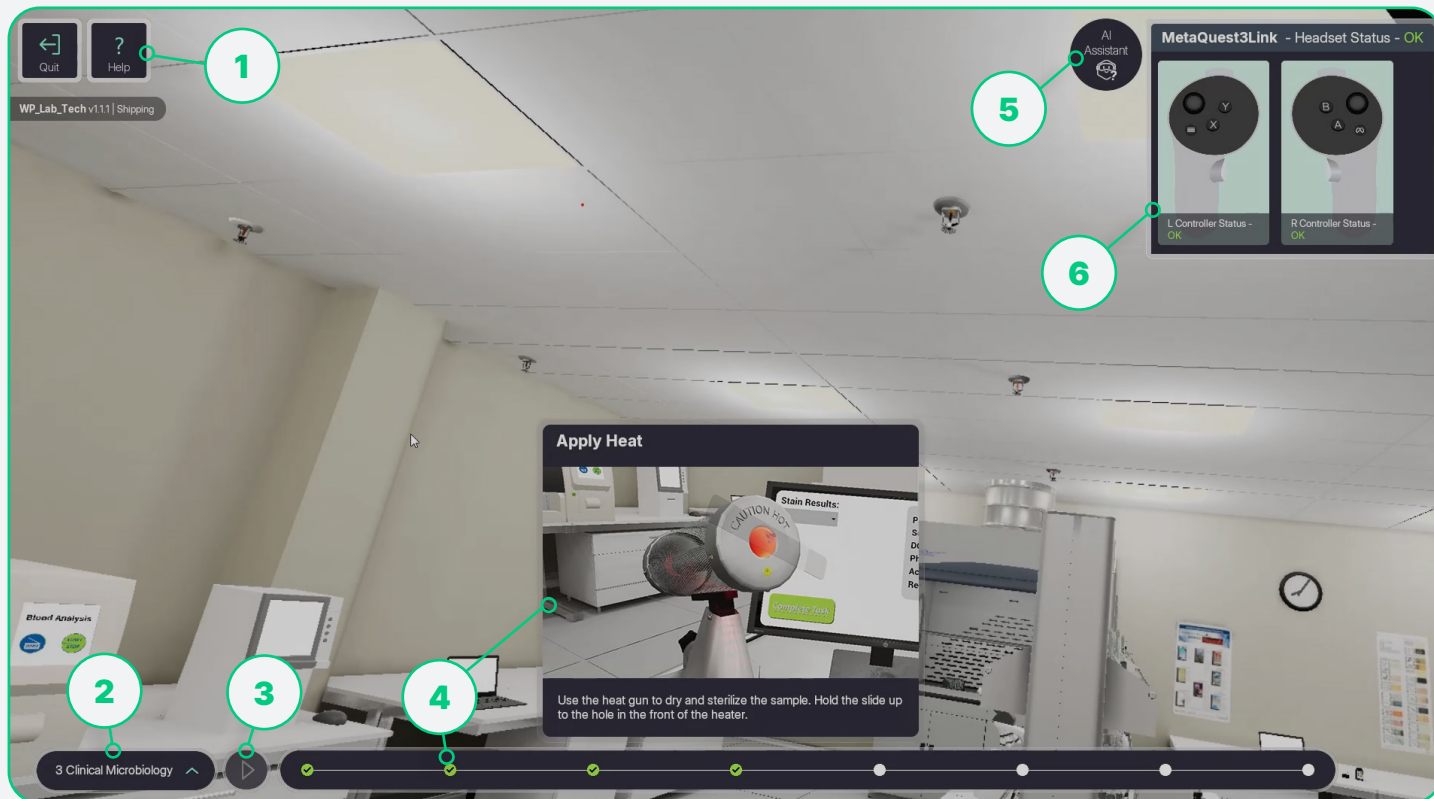 Quit
Help
1
WP_Lab_Tech v1.1.1 | Shipping
AI
Assistant
5
MetaQuest3Link - Headset Status - OK
Y
X
B
A
L Controller Status -
OK
R Controller Status -
OK
6
Apply Heat
Stain Results:
CAUTION HOT
Complete Test
Use the heat gun to dry and sterilize the sample. Hold the slide up
to the hole in the front of the heater.
Blood Analysis
STOP
2
3
4
3 Clinical Microbiology